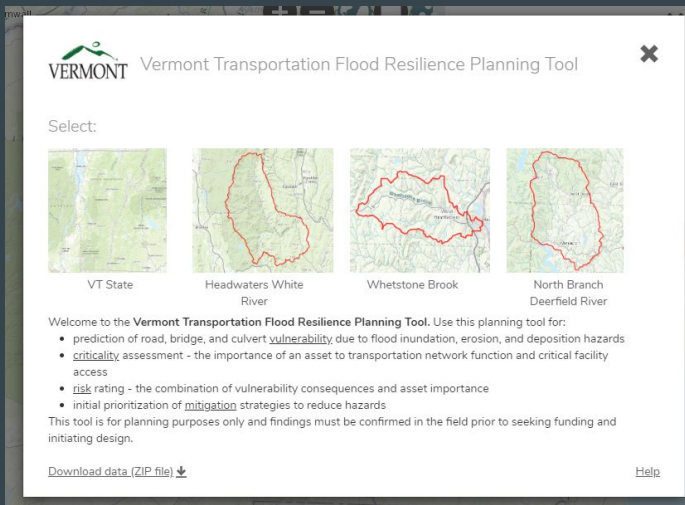 VERMONT
Vermont Transportation Flood Resilience Planning Tool
Select:
VT State
Headwaters White
River
Whetstone Brook
North Branch
Deerfield River
Welcome to the Vermont Transportation Flood Resilience Planning Tool. Use this planning tool for:
• prediction of road, bridge, and culvert vulnerability due to flood inundation, erosion, and deposition hazards
• criticality assessment - the importance of an asset to transportation network function and critical facility
access
• risk rating - the combination of vulnerability consequences and asset importance
• initial prioritization of mitigation strategies to reduce hazards
This tool is for planning purposes only and findings must be confirmed in the field prior to seeking funding and
initiating design.
Download data (ZIP file)
Help